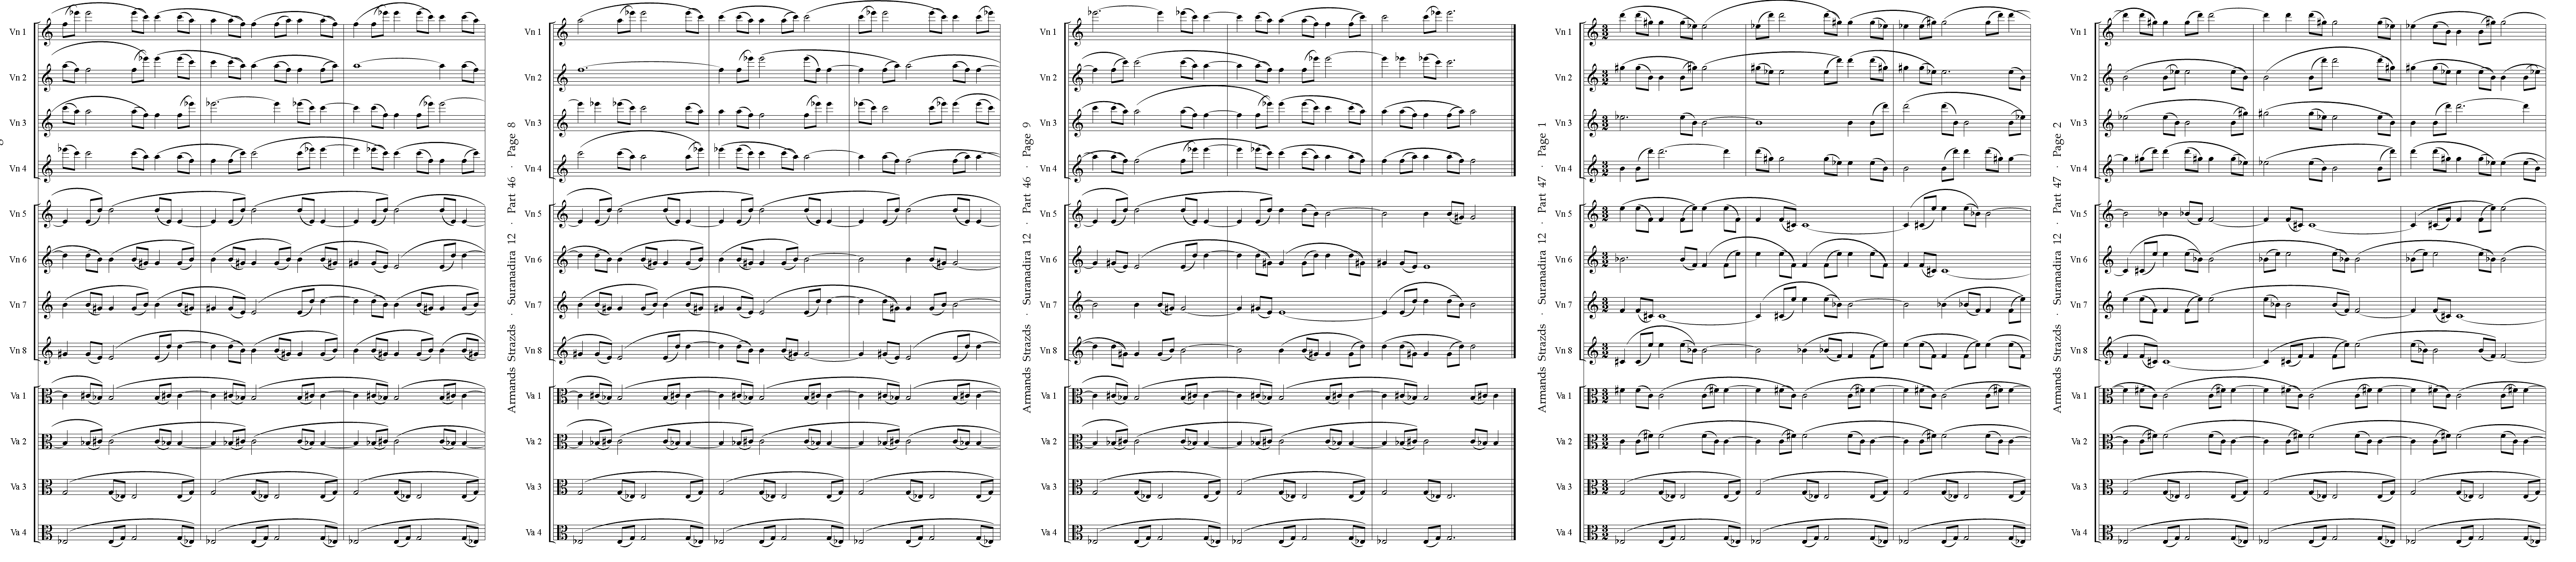 Vn 1
Vn 2
Vn 3
Vn 4
Vn 5
Vn 6
Vn 7
Vn 8
Va 1
Va 2
Va 3
Va 4
Armands Strazds · Suranadira 12 · Part 46 · Page 8
Vn 1
Vn 2
Vn 3
Vn 4
Vn 5
Vn 6
Vn 7
Vn 8
Va 1
Va 2
Va 3
Va 4
Armands Strazds · Suranadira 12 · Part 46 · Page 9
Vn 1
Vn 2
Vn 3
Vn 4
Vn 5
Vn 6
Vn 7
Vn 8
Va 1
Va 2
Va 3
Va 4
Armands Strazds · Suranadira 12 · Part 47 · Page 1
Vn 1
Vn 2
Vn 3
Vn 4
Vn 5
Vn 6
Vn 7
Vn 8
Va 1
Va 2
Va 3
Va 4
Armands Strazds · Suranadira 12 · Part 47 · Page 2
Vn 1
Vn 2
Vn 3
Vn 4
Vn 5
Vn 6
Vn 7
Vn 8
Va 1
Va 2
Va 3
Va 4